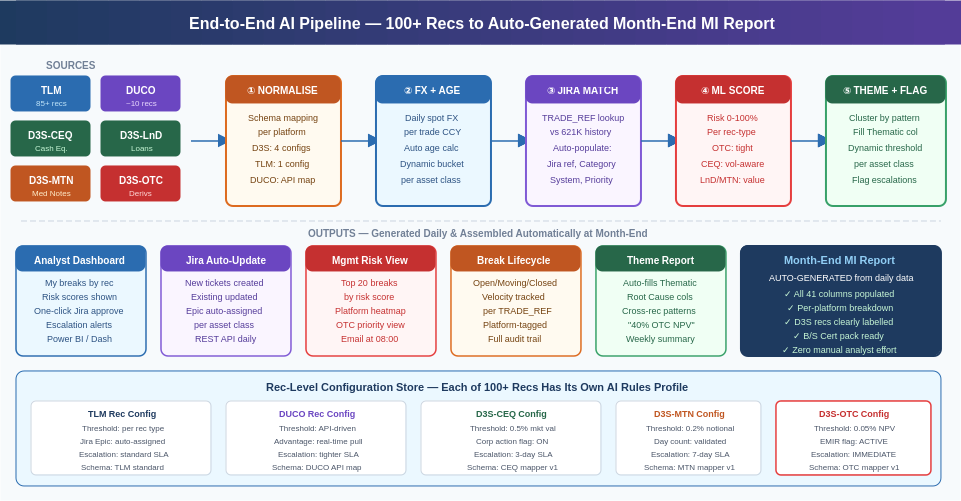 End-to-End AI Pipeline — 100+ Recs to Auto-Generated Month-End MI Report
SOURCES
TLM
85+ recs
DUCO
~10 recs
D3S-CEQ
Cash Eq.
D3S-LnD
Loans
D3S-MTN
Med Notes
D3S-OTC
Derivs
① NORMALISE
Schema mapping
per platform
D3S: 4 configs
TLM: 1 config
DUCO: API map
② FX + AGE
Daily spot FX
per trade CCY
Auto age calc
Dynamic bucket
per asset class
③ JIRA MATCH
TRADE_REF lookup
vs 621K history
Auto-populate:
Jira ref, Category
System, Priority
④ ML SCORE
Risk 0-100%
Per rec-type
OTC: tight
CEQ: vol-aware
LnD/MTN: value
⑤ THEME + FLAG
Cluster by pattern
Fill Thematic col
Dynamic threshold
per asset class
Flag escalations
OUTPUTS — Generated Daily & Assembled Automatically at Month-End
Analyst Dashboard
My breaks by rec
Risk scores shown
One-click Jira approve
Escalation alerts
Power BI / Dash
Jira Auto-Update
New tickets created
Existing updated
Epic auto-assigned
per asset class
REST API daily
Mgmt Risk View
Top 20 breaks
by risk score
Platform heatmap
OTC priority view
Email at 08:00
Break Lifecycle
Open/Moving/Closed
Velocity tracked
per TRADE_REF
Platform-tagged
Full audit trail
Theme Report
Auto-fills Thematic
Root Cause cols
Cross-rec patterns
"40% OTC NPV"
Weekly summary
Month-End MI Report
AUTO-GENERATED from daily data
✓ All 41 columns populated
✓ Per-platform breakdown
✓ D3S recs clearly labelled
✓ B/S Cert pack ready
✓ Zero manual analyst effort
Rec-Level Configuration Store — Each of 100+ Recs Has Its Own AI Rules Profile
TLM Rec Config
Threshold: per rec type
Jira Epic: auto-assigned
Escalation: standard SLA
Schema: TLM standard
DUCO Rec Config
Threshold: API-driven
Advantage: real-time pull
Escalation: tighter SLA
Schema: DUCO API map
D3S-CEQ Config
Threshold: 0.5% mkt val
Corp action flag: ON
Escalation: 3-day SLA
Schema: CEQ mapper v1
D3S-MTN Config
Threshold: 0.2% notional
Day count: validated
Escalation: 7-day SLA
Schema: MTN mapper v1
D3S-OTC Config
Threshold: 0.05% NPV
EMIR flag: ACTIVE
Escalation: IMMEDIATE
Schema: OTC mapper v1